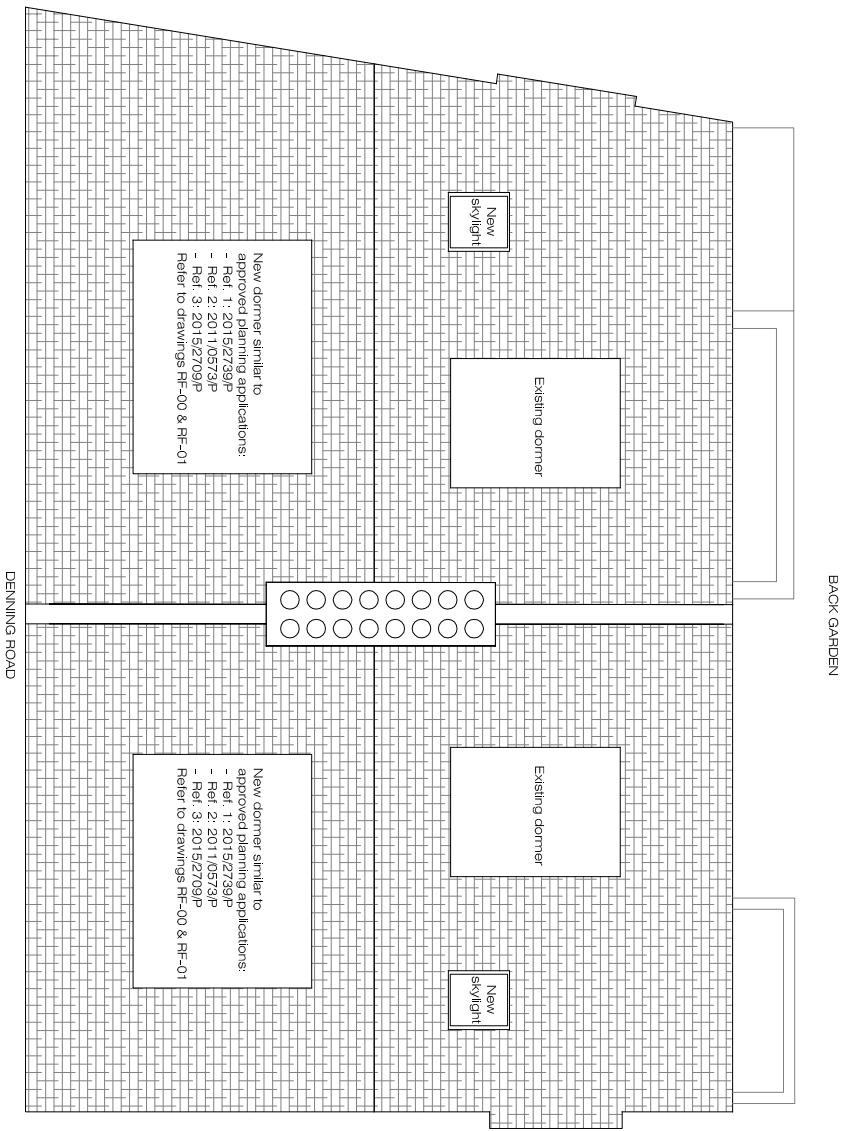 BACK GARDEN
New
skylight
Existing dormer
New dormer similar to
approved planning applications:
- Ref. 1: 2015/2739/P
- Ref. 2: 2011/0573/P
- Ref. 3: 2015/2709/P
Refer to drawings RF-00 & RF-01
Existing dormer
New
skylight
New dormer similar to
approved planning applications:
- Ref. 1: 2015/2739/P
- Ref. 2: 2011/0573/P
- Ref. 3: 2015/2709/P
Refer to drawings RF-00 & RF-01
DENNING ROAD